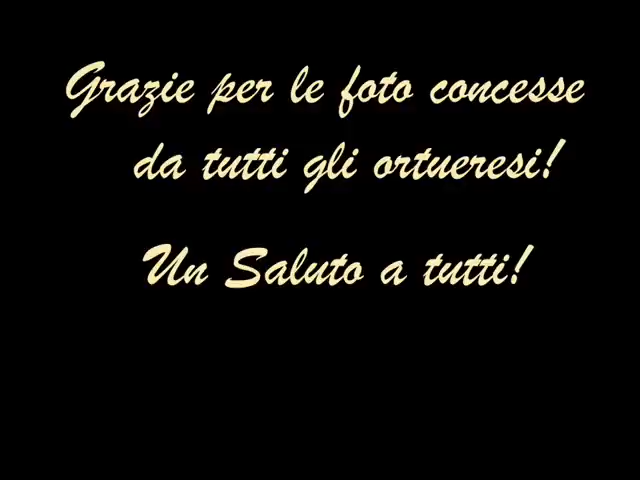 Grazie per le foto concesse
da tutti gli ortueresi!
Un Saluto a tutti!